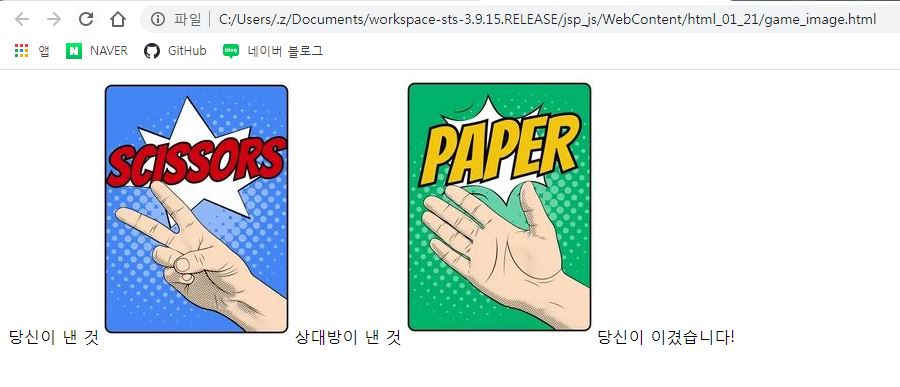 파일 C:/Users/.z/Documents/workspace-sts-3.9.15.RELEASE/jsp_js/WebContent/html_01_21/game_image.html
앱 NAVER GitHub blog 네이버 블로그
SCISSORS
PAPER
당신이 낸 것 상대방이 낸 것 당신이 이겼습니다!